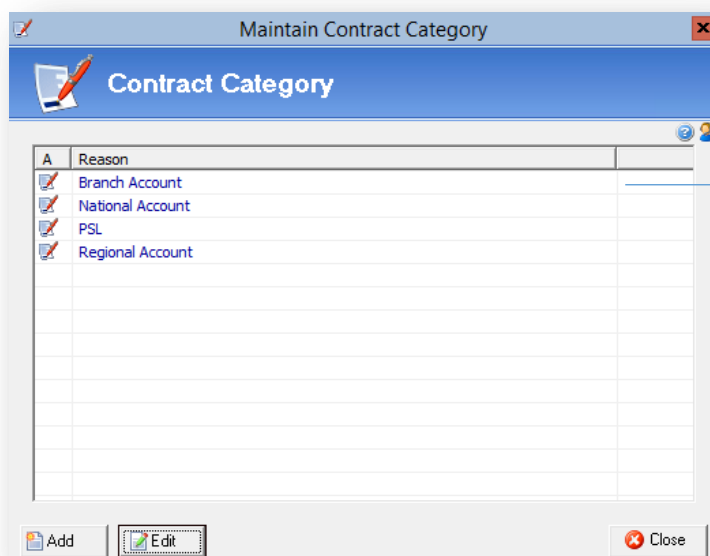 Maintain Contract Category
Contract Category
A Reason
Branch Account
National Account
PSL
Regional Account
Add Edit Close